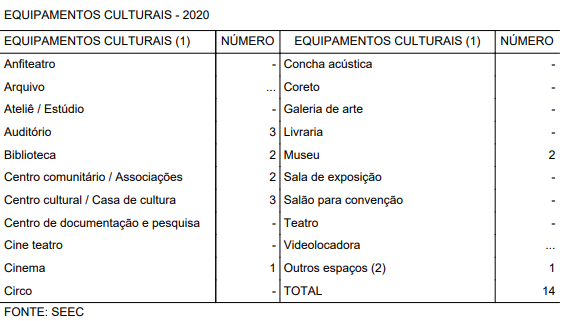 EQUIPAMENTOS CULTURAIS - 2020
EQUIPAMENTOS CULTURAIS (1) NÚMERO EQUIPAMENTOS CULTURAIS (1) NÚMERO
Anfiteatro - Concha acústica -
Arquivo ... Coreto -
Ateliê / Estúdio - Galeria de arte -
Auditório 3 Livraria -
Biblioteca 2 Museu 2
Centro comunitário / Associações 2 Sala de exposição -
Centro cultural / Casa de cultura 3 Salão para convenção -
Centro de documentação e pesquisa - Teatro -
Cine teatro - Videolocadora ...
Cinema 1 Outros espaços (2) 1
Circo - TOTAL 14
FONTE: SEEC